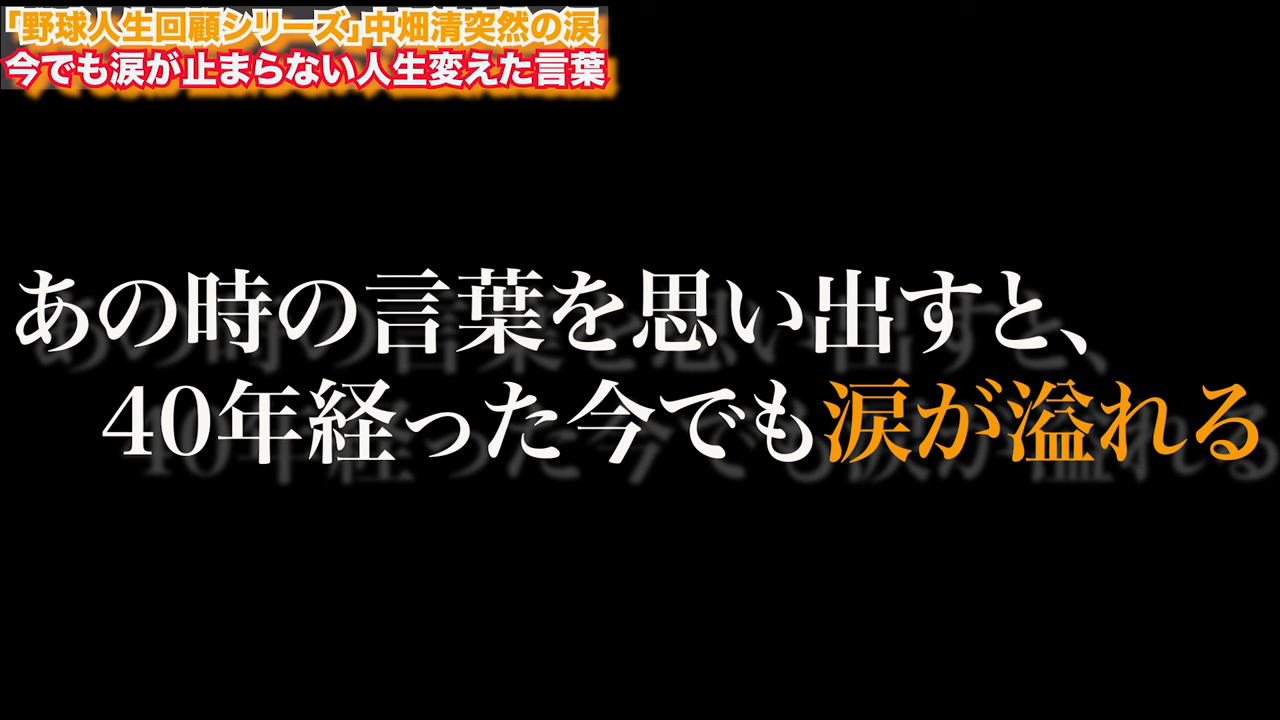 「野球人生回顧シリーズ」中畑清突然の涙
今でも涙が止まらない人生変えた言葉
あの時の言葉を思い出すと、
40年経った今でも涙が溢れる